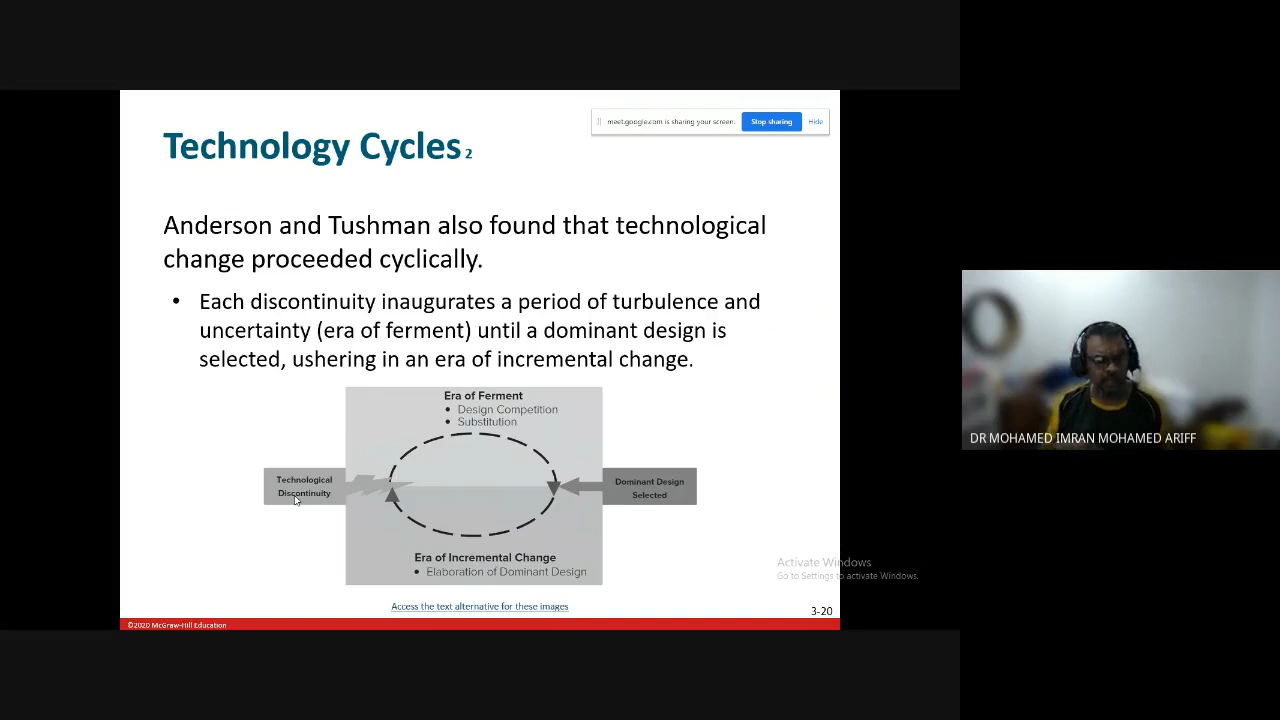 meet.google.com is sharing your screen. Stop sharing Hide
Technology Cycles 2
Anderson and Tushman also found that technological
change proceeded cyclically.
• Each discontinuity inaugurates a period of turbulence and
uncertainty (era of ferment) until a dominant design is
selected, ushering in an era of incremental change.
Era of Ferment
• Design Competition
• Substitution
Technological
Discontinuity
Dominant Design
Selected
Era of Incremental Change
• Elaboration of Dominant Design
DR MOHAMED IMRAN MOHAMED ARIFF
Activate Windows
Go to Settings to activate Windows.
Access the text alternative for these images
3-20
©2020 McGraw-Hill Education